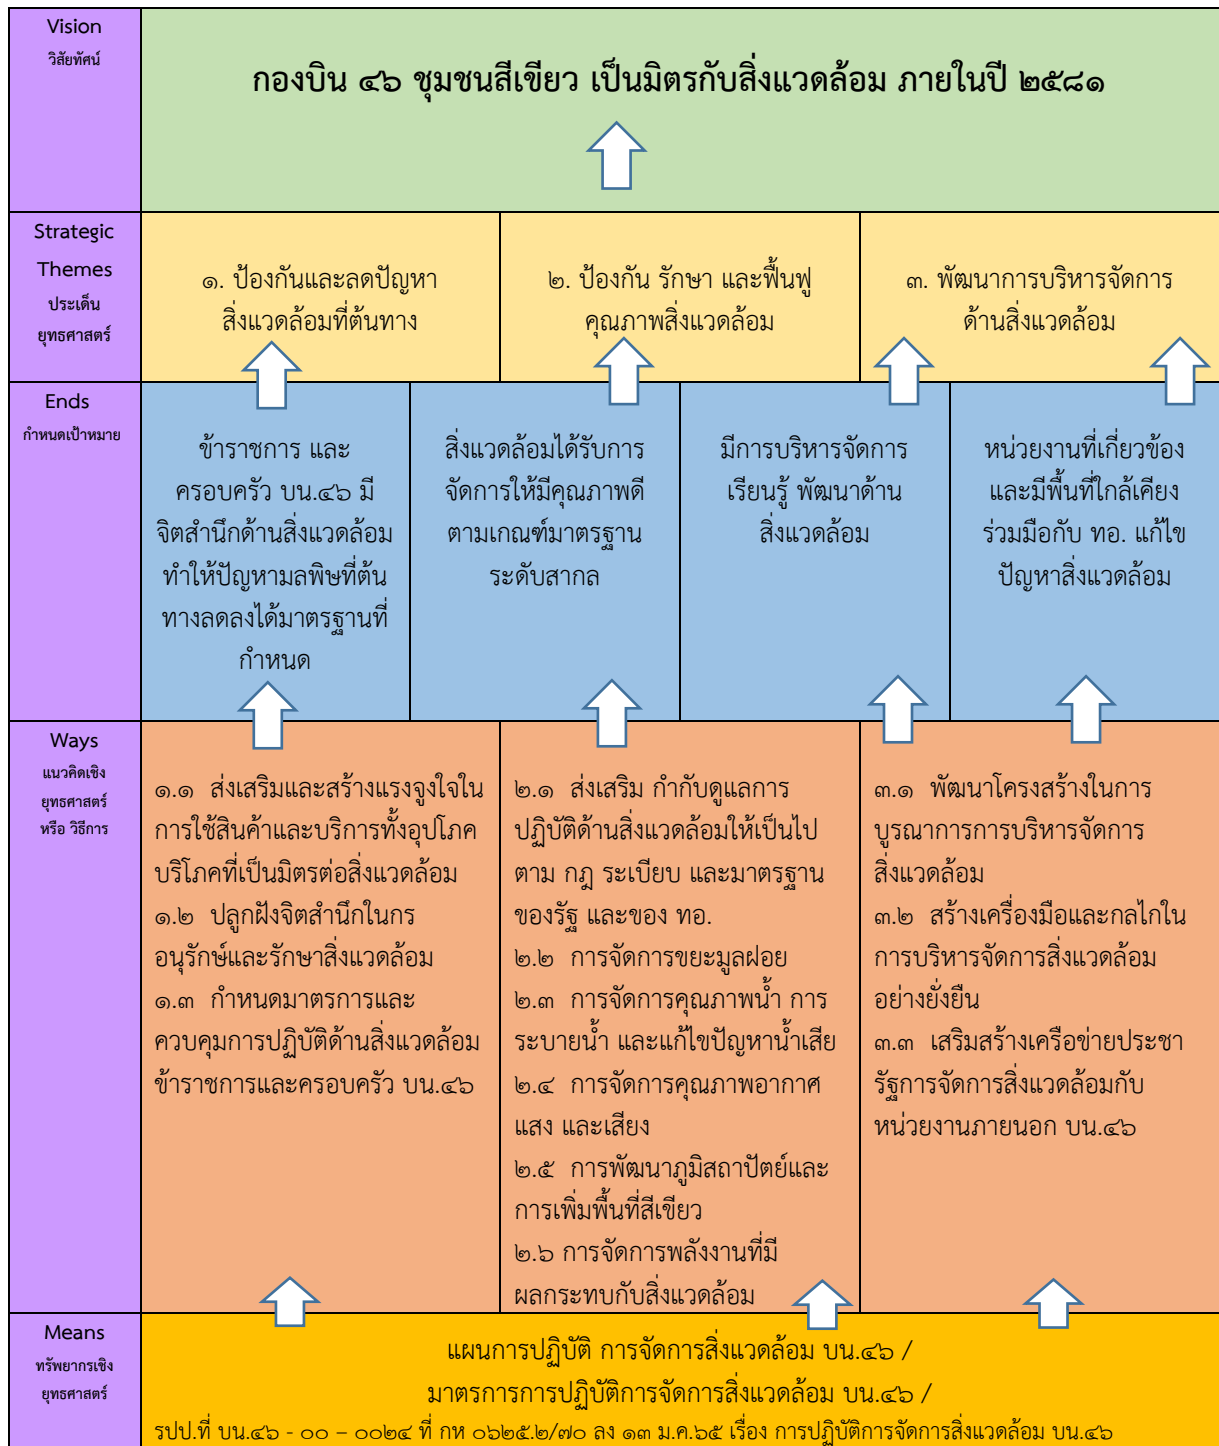 Vision
วิสัยทัศน์
กองบิน ๔๖ ชุมชนสีเขียว เป็นมิตรกับสิ่งแวดล้อม ภายในปี ๒๕๘๑
Strategic
Themes
ประเด็น
ยุทธศาสตร์
๑. ป้องกันและลดปัญหา
สิ่งแวดล้อมที่ต้นทาง
๒. ป้องกัน รักษา และฟื้นฟู
คุณภาพสิ่งแวดล้อม
๓. พัฒนาการบริหารจัดการ
ด้านสิ่งแวดล้อม
Ends
กำหนดเป้าหมาย
ข้าราชการ และ
ครอบครัว บน.๔๖ มี
จิตสำนึกด้านสิ่งแวดล้อม
ทำให้ปัญหามลพิษที่ต้น
ทางลดลงได้มาตรฐานที่
กำหนด
สิ่งแวดล้อมได้รับการ
จัดการให้มีคุณภาพดี
ตามเกณฑ์มาตรฐาน
ระดับสากล
มีการบริหารจัดการ
เรียนรู้ พัฒนาด้าน
สิ่งแวดล้อม
หน่วยงานที่เกี่ยวข้อง
และมีพื้นที่ใกล้เคียง
ร่วมมือกับ ทอ. แก้ไข
ปัญหาสิ่งแวดล้อม
Ways
แนวคิดเชิง
ยุทธศาสตร์
หรือ วิธีการ
๑.๑ ส่งเสริมและสร้างแรงจูงใจใน
การใช้สินค้าและบริการทั้งอุปโภค
บริโภคที่เป็นมิตรต่อสิ่งแวดล้อม
๑.๒ ปลูกฝังจิตสำนึกในกร
อนุรักษ์และรักษาสิ่งแวดล้อม
๑.๓ กำหนดมาตรการและ
ควบคุมการปฏิบัติด้านสิ่งแวดล้อม
ข้าราชการและครอบครัว บน.๔๖
๒.๑ ส่งเสริม กำกับดูแลการ
ปฏิบัติด้านสิ่งแวดล้อมให้เป็นไป
ตาม กฎ ระเบียบ และมาตรฐาน
ของรัฐ และของ ทอ.
๒.๒ การจัดการขยะมูลฝอย
๒.๓ การจัดการคุณภาพน้ำ การ
ระบายน้ำ และแก้ไขปัญหาน้ำเสีย
๒.๔ การจัดการคุณภาพอากาศ
แสง และเสียง
๒.๕ การพัฒนาภูมิสถาปัตย์และ
การเพิ่มพื้นที่สีเขียว
๒.๖ การจัดการพลังงานที่มี
ผลกระทบกับสิ่งแวดล้อม
๓.๑ พัฒนาโครงสร้างในการ
บูรณาการการบริหารจัดการ
สิ่งแวดล้อม
๓.๒ สร้างเครื่องมือและกลไกใน
การบริหารจัดการสิ่งแวดล้อม
อย่างยั่งยืน
๓.๓ เสริมสร้างเครือข่ายประชา
รัฐการจัดการสิ่งแวดล้อมกับ
หน่วยงานภายนอก บน.๔๖
Means
ทรัพยากรเชิง
ยุทธศาสตร์
แผนการปฏิบัติ การจัดการสิ่งแวดล้อม บน.๔๖ /
มาตรการการปฏิบัติการจัดการสิ่งแวดล้อม บน.๔๖ /
รปป.ที่ บน.๔๖ - ๐๐ – ๐๐๒๔ ที่ กห ๐๖๒๕.๒/๗๐ ลง ๑๓ ม.ค.๖๕ เรื่อง การปฏิบัติการจัดการสิ่งแวดล้อม บน.๔๖